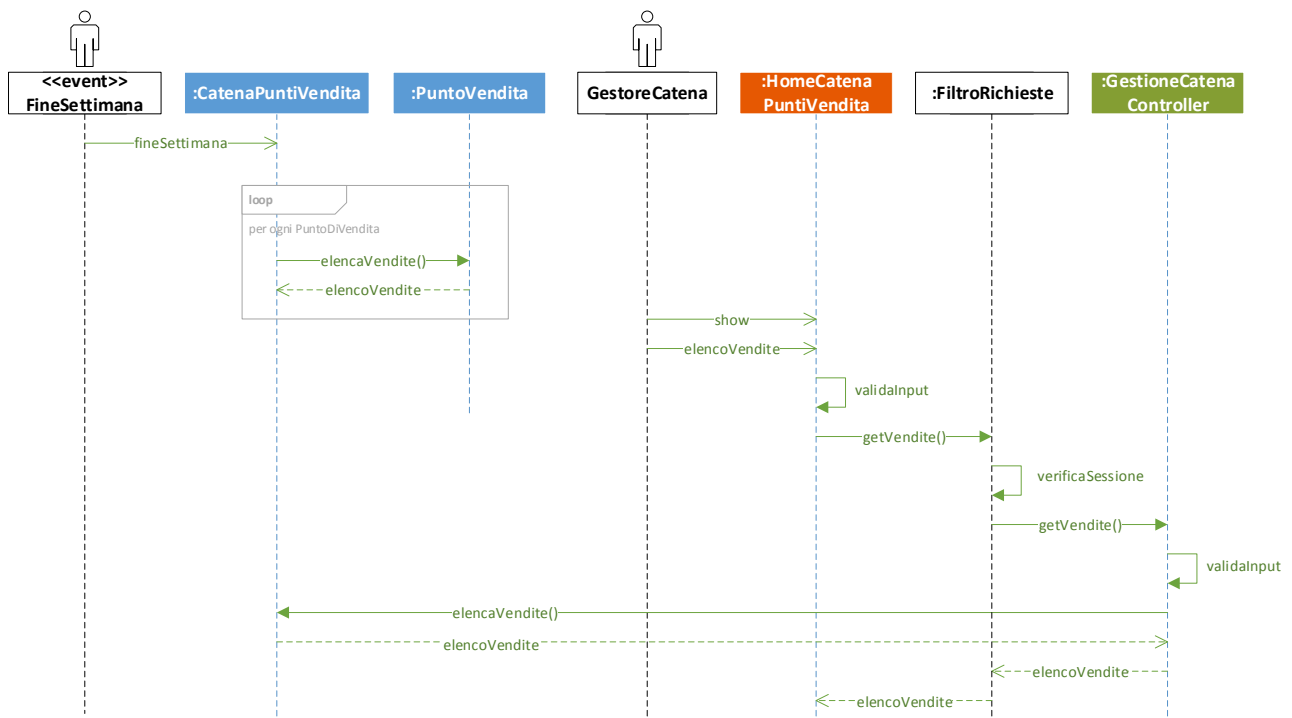 <<event>>
FineSettimana
:CatenaPuntiVendita
:PuntoVendita
GestoreCatena
:HomeCatena
PuntiVendita
:FiltroRichieste
:GestioneCatena
Controller
fineSettimana
loop
per ogni PuntoDiVendita
elencaVendite()
elencoVendite
show
elencoVendite
validaInput
getVendite()
verificaSessione
getVendite()
validaInput
elencaVendite()
elencoVendite
elencoVendite
elencoVendite